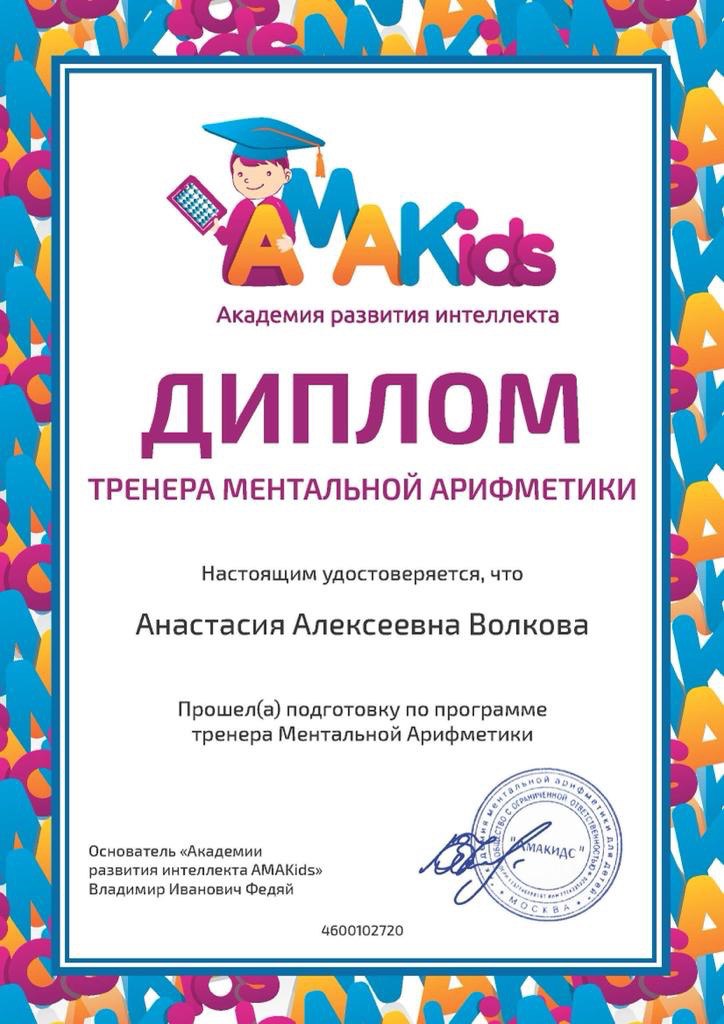 AMAKids
Академия развития интеллекта
ДИПЛОМ
ТРЕНЕРА МЕНТАЛЬНОЙ АРИФМЕТИКИ
Настоящим удостоверяется, что
Анастасия Алексеевна Волкова
Прошел(а) подготовку по программе
тренера Ментальной Арифметики
Академия ментальной арифметики для детей
ОБЩЕСТВО С ОГРАНИЧЕННОЙ ОТВЕТСТВЕННОСТЬЮ
"АМАКИДС"
МОСКВА
Основатель «Академии
развития интеллекта AMAKids»
Владимир Иванович Федяй
4600102720